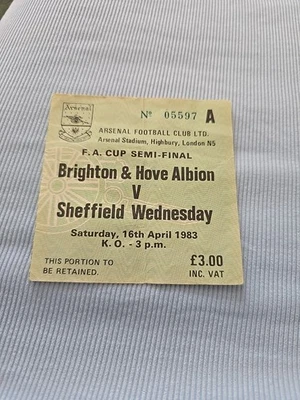 Arsenal
Nº 05597 A
ARSENAL FOOTBALL CLUB LTD.
Arsenal Stadium, Highbury, London N5
F.A. CUP SEMI-FINAL
Brighton & Hove Albion
V
Sheffield Wednesday
Saturday, 16th April 1983
K.O. - 3 p.m.
THIS PORTION TO
BE RETAINED.
£3.00
INC. VAT